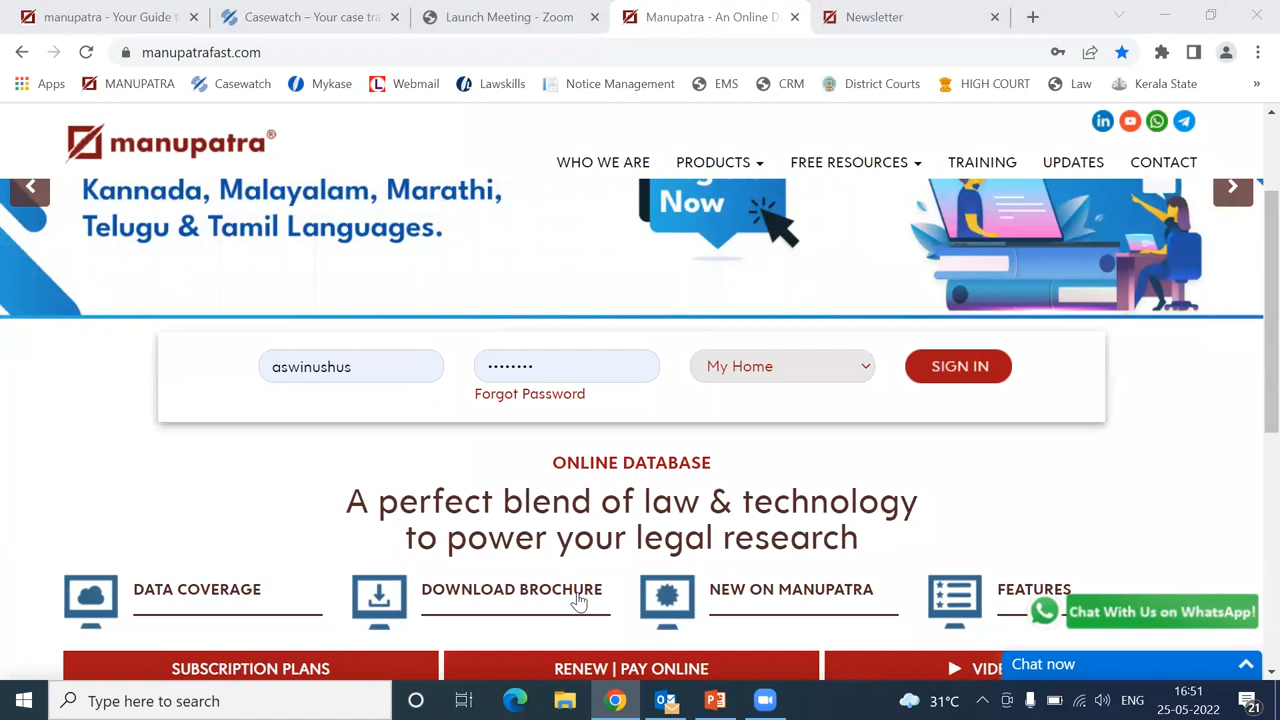 manupatra - Your Guide t
Casewatch – Your case tra
Launch Meeting - Zoom
Manupatra - An Online D
Newsletter
manupatrafast.com
Apps
MANUPATRA
Casewatch
Mykase
Webmail
Lawskills
Notice Management
EMS
CRM
District Courts
HIGH COURT
Law
Kerala State
»
manupatra®
WHO WE ARE
PRODUCTS
FREE RESOURCES
TRAINING
UPDATES
CONTACT
Kannada, Malayalam, Marathi,
Telugu & Tamil Languages.
Now
aswinushus
••••••••
My Home
SIGN IN
Forgot Password
ONLINE DATABASE
A perfect blend of law & technology
to power your legal research
DATA COVERAGE
DOWNLOAD BROCHURE
NEW ON MANUPATRA
FEATURES
Chat With Us on WhatsApp!
SUBSCRIPTION PLANS
RENEW | PAY ONLINE
VIDE
Chat now
Type here to search
31°C
ENG
16:51
25-05-2022
21